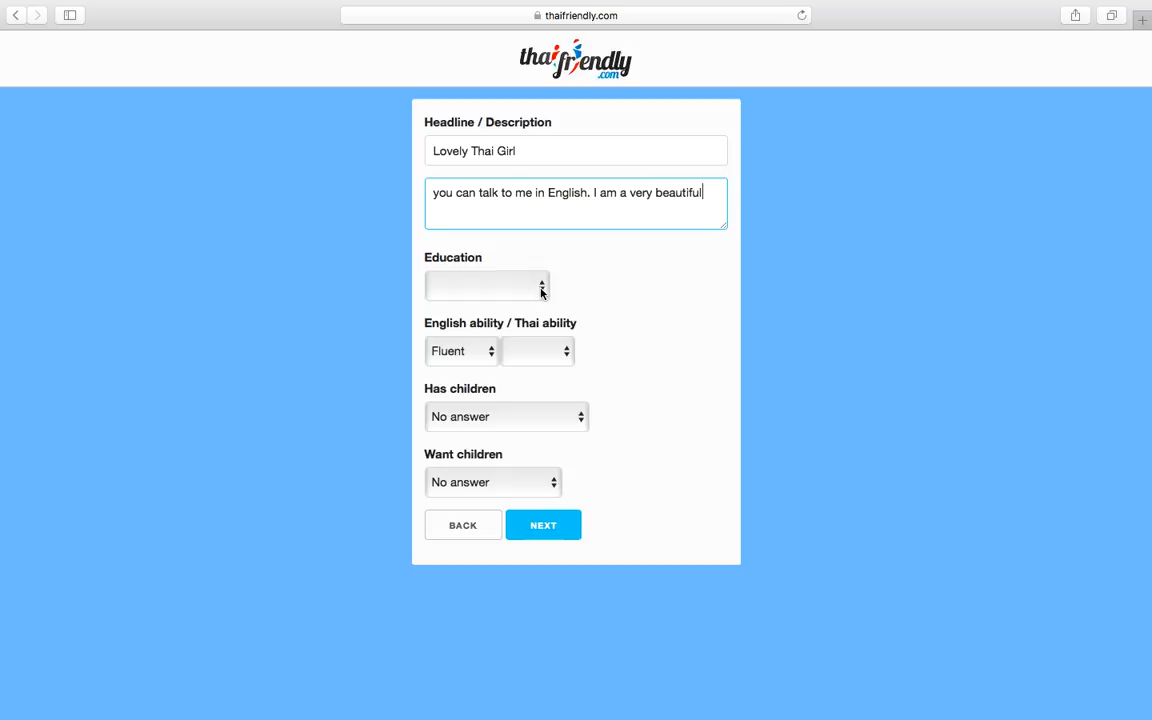 thaifriendly.com
thaifriendly
.com
Headline / Description
Lovely Thai Girl
you can talk to me in English. I am a very beautiful
Education
English ability / Thai ability
Fluent
Has children
No answer
Want children
No answer
BACK NEXT